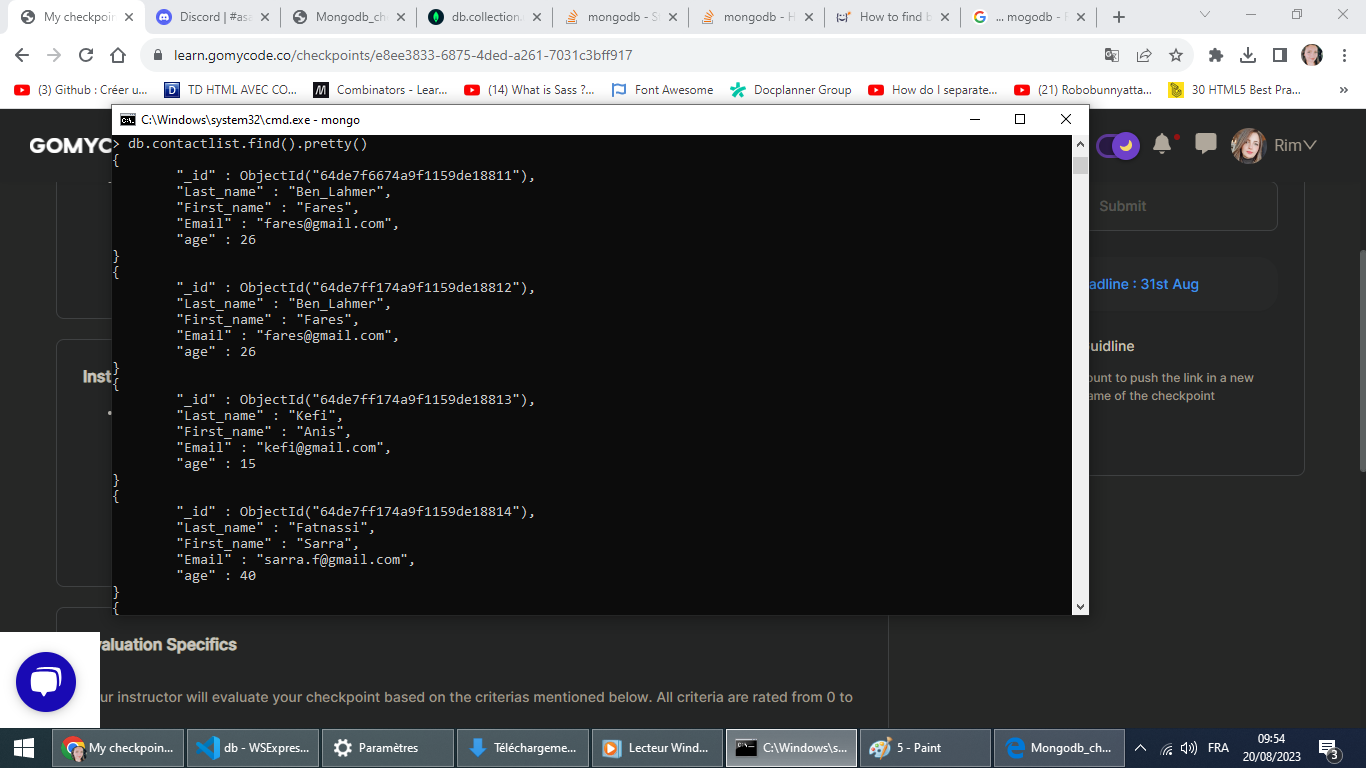 My checkpoin
Discord | #asa
Mongodb_ch
db.collection.
mongodb - St
mongodb - H
How to find b
... mogodb - R
learn.gomycode.co/checkpoints/e8ee3833-6875-4ded-a261-7031c3bff917
(3) Github : Créer u...
TD HTML AVEC CO...
Combinators - Lear...
(14) What is Sass ?...
Font Awesome
Docplanner Group
How do I separate...
(21) Robobunnyatta...
30 HTML5 Best Pra...
»
C:\Windows\system32\cmd.exe - mongo
GOMYC
Rim
> db.contactlist.find().pretty()
{
"_id" : ObjectId("64de7f6674a9f1159de18811"),
"Last_name" : "Ben_Lahmer",
"First_name" : "Fares",
"Email" : "fares@gmail.com",
"age" : 26
}
{
"_id" : ObjectId("64de7ff174a9f1159de18812"),
"Last_name" : "Ben_Lahmer",
"First_name" : "Fares",
"Email" : "fares@gmail.com",
"age" : 26
}
{
"_id" : ObjectId("64de7ff174a9f1159de18813"),
"Last_name" : "Kefi",
"First_name" : "Anis",
"Email" : "kefi@gmail.com",
"age" : 15
}
{
"_id" : ObjectId("64de7ff174a9f1159de18814"),
"Last_name" : "Fatnassi",
"First_name" : "Sarra",
"Email" : "sarra.f@gmail.com",
"age" : 40
}
{
Submit
adline : 31st Aug
uidline
ount to push the link in a new
ame of the checkpoint
Inst
•
valuation Specifics
ur instructor will evaluate your checkpoint based on the criterias mentioned below. All criteria are rated from 0 to
My checkpoin...
db - WSExpres...
Paramètres
Téléchargeme...
Lecteur Wind...
C:\Windows\s...
5 - Paint
Mongodb_ch...
FRA
09:54
20/08/2023
3